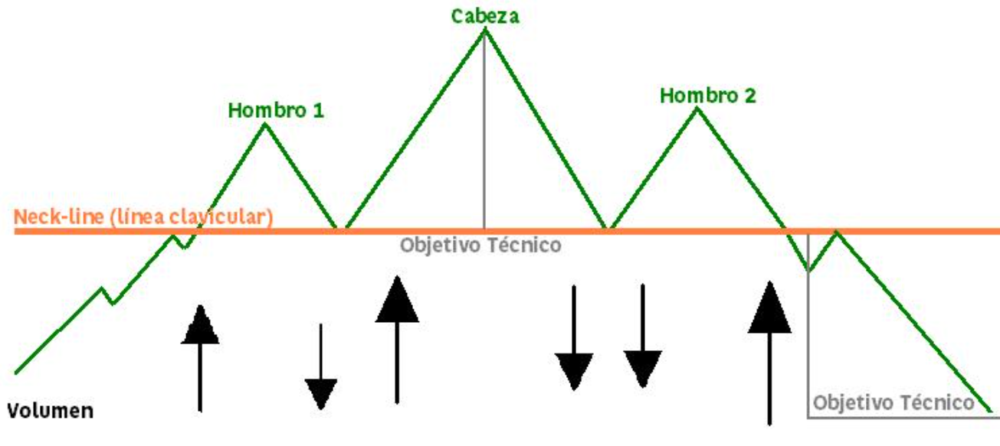 Cabeza
Hombro 1
Hombro 2
Neck-line (línea clavicular)
Objetivo Técnico
Volumen
Objetivo Técnico